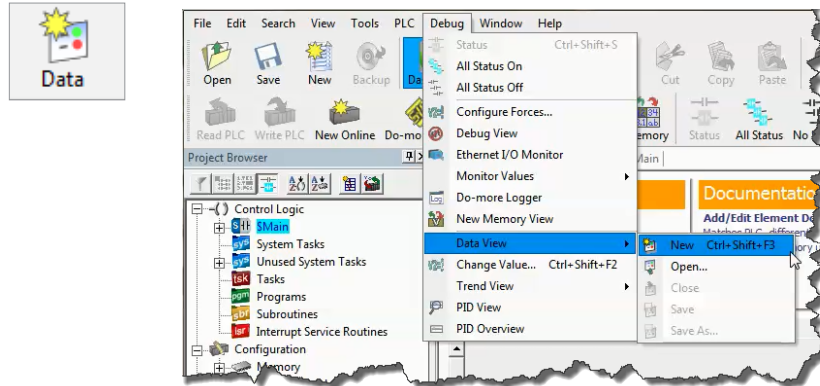 Data
File Edit Search View Tools PLC Debug Window Help
Open Save New Backup
Cut Copy Paste
Read PLC Write PLC New Online Do-mo
Status All Status No
Status Ctrl+Shift+S
All Status On
All Status Off
Configure Forces...
Debug View
Ethernet I/O Monitor
Monitor Values
Do-more Logger
New Memory View
Data View
Change Value... Ctrl+Shift+F2
Trend View
PID View
PID Overview
New Ctrl+Shift+F3
Open...
Close
Save
Save As...
Project Browser
Control Logic
$Main
System Tasks
Unused System Tasks
Tasks
Programs
Subroutines
Interrupt Service Routines
Configuration
Memory
Main
Documentatio
Add/Edit Element De